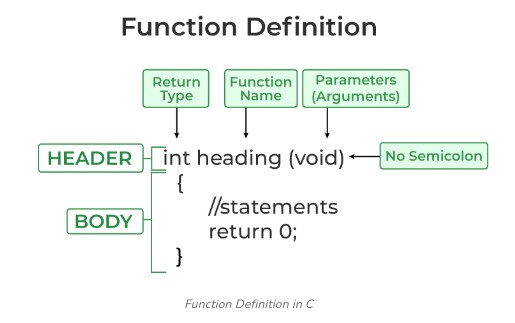 Function Definition
Return
Type
Function
Name
Parameters
(Arguments)
HEADER
int heading (void)
No Semicolon
{
BODY
//statements
return 0;
}
Function Definition in C